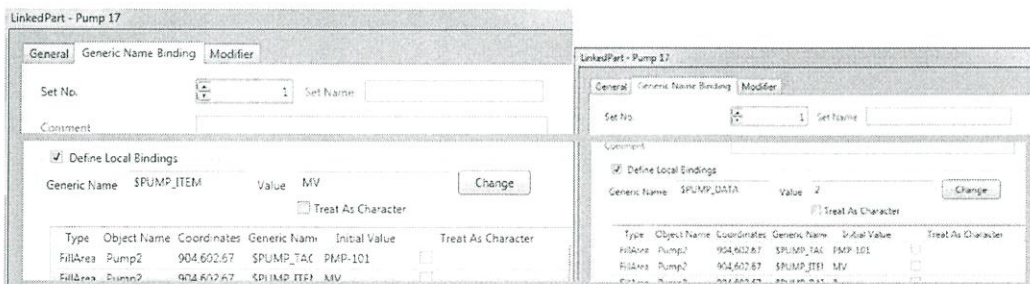 LinkedPart - Pump 17
General Generic Name Binding Modifier
Set No. 1 Set Name
Comment
Define Local Bindings
Generic Name $PUMP_ITEM Value MV Change
Treat As Character
Type Object Name Coordinates Generic Nam Initial Value Treat As Character
FillArea Pump2 904,602.67 $PUMP_TAC PMP-101
FillArea Pump2 904,602.67 $PUMP_ITEM MV
LinkedPart - Pump 17
General Generic Name Binding Modifier
Set No. 1 Set Name
Comment
Define Local Bindings
Generic Name $PUMP_DATA Value 2 Change
Treat As Character
Type Object Name Coordinates Generic Nam Initial Value Treat As Character
FillArea Pump2 904,602.67 $PUMP_TAC PMP-101
FillArea Pump2 904,602.67 $PUMP_ITEM MV